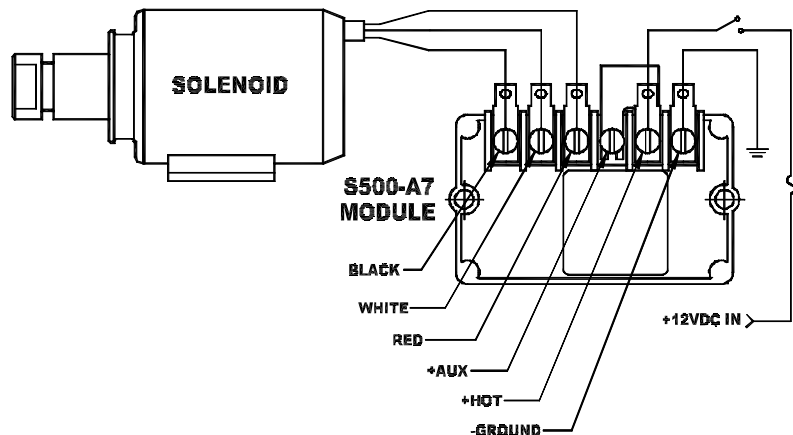 SOLENOID
S500-A7
MODULE
BLACK
WHITE
RED
+AUX
+HOT
-GROUND
+12VDC IN